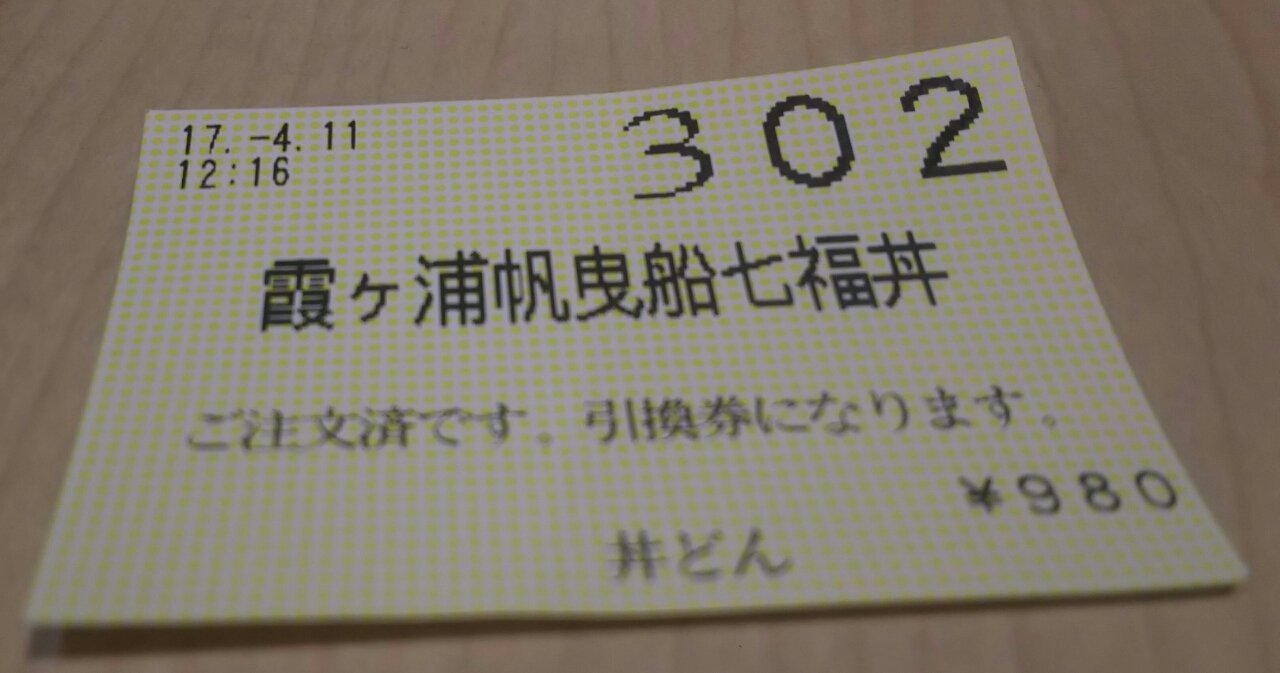 17.-4.11
12:16
302
霞ヶ浦帆曳船七福丼
ご注文済です。引換券になります。
¥980
丼どん